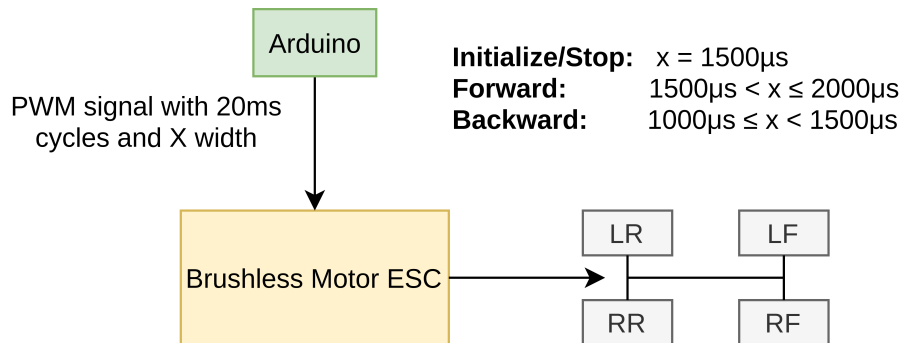 Arduino
PWM signal with 20ms
cycles and X width
Initialize/Stop: x = 1500µs
Forward: 1500µs < x ≤ 2000µs
Backward: 1000µs ≤ x < 1500µs
Brushless Motor ESC
LR
LF
RR
RF